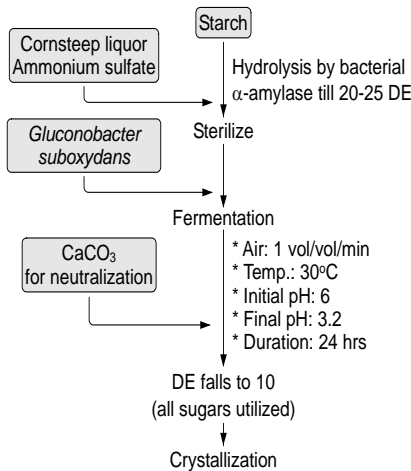 Starch
Cornsteep liquor
Ammonium sulfate
Hydrolysis by bacterial
α-amylase till 20-25 DE
Sterilize
Gluconobacter
suboxydans
Fermentation
CaCO₃
for neutralization
* Air: 1 vol/vol/min
* Temp.: 30°C
* Initial pH: 6
* Final pH: 3.2
* Duration: 24 hrs
DE falls to 10
(all sugars utilized)
Crystallization